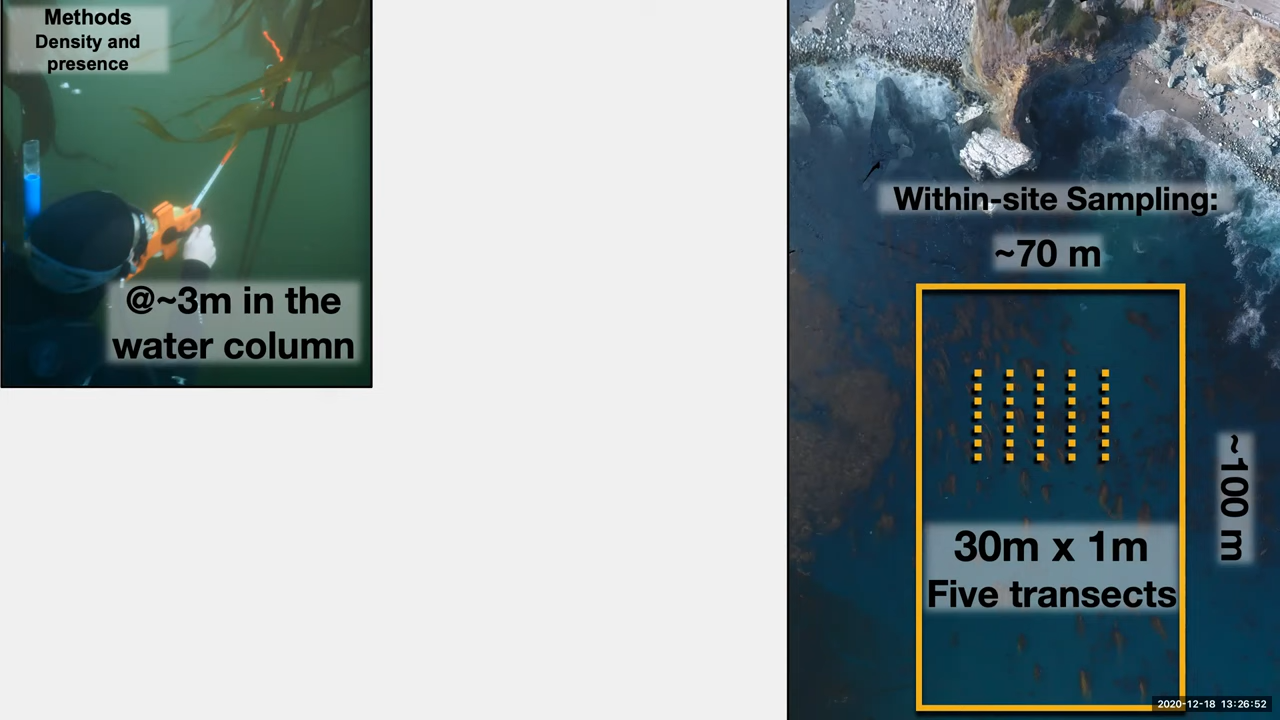 Methods
Density and
presence
@~3m in the
water column
Within-site Sampling:
~70 m
~100 m
30m x 1m
Five transects
2020-12-18 13:26:52